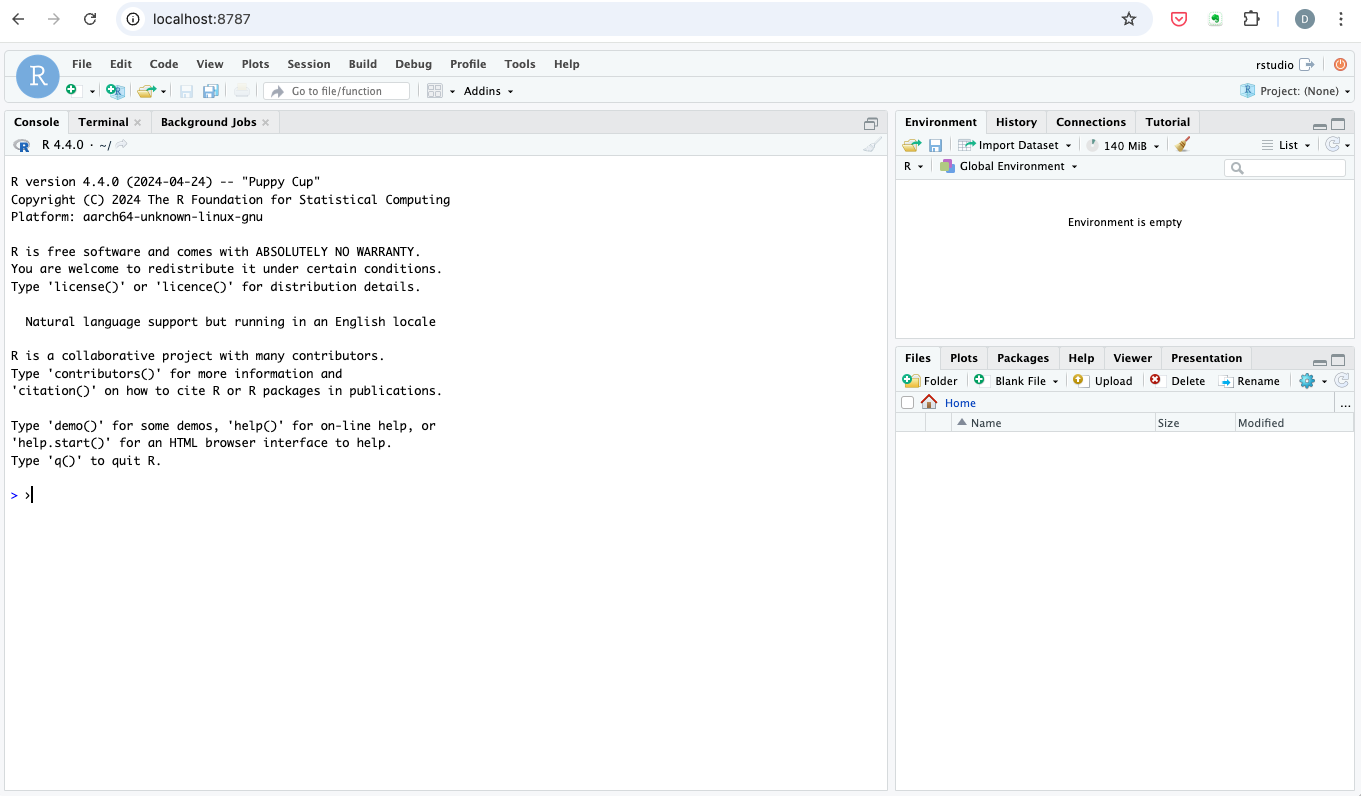 localhost:8787
D
R
File Edit Code View Plots Session Build Debug Profile Tools Help
rstudio
Go to file/function
Addins
Project: (None)
Console Terminal Background Jobs
R 4.4.0 · ~/
R version 4.4.0 (2024-04-24) -- "Puppy Cup"
Copyright (C) 2024 The R Foundation for Statistical Computing
Platform: aarch64-unknown-linux-gnu
R is free software and comes with ABSOLUTELY NO WARRANTY.
You are welcome to redistribute it under certain conditions.
Type 'license()' or 'licence()' for distribution details.
Natural language support but running in an English locale
R is a collaborative project with many contributors.
Type 'contributors()' for more information and
'citation()' on how to cite R or R packages in publications.
Type 'demo()' for some demos, 'help()' for on-line help, or
'help.start()' for an HTML browser interface to help.
Type 'q()' to quit R.
> ›
Environment History Connections Tutorial
Import Dataset 140 MiB List
R Global Environment
Environment is empty
Files Plots Packages Help Viewer Presentation
Folder Blank File Upload Delete Rename
Home ...
Name Size Modified